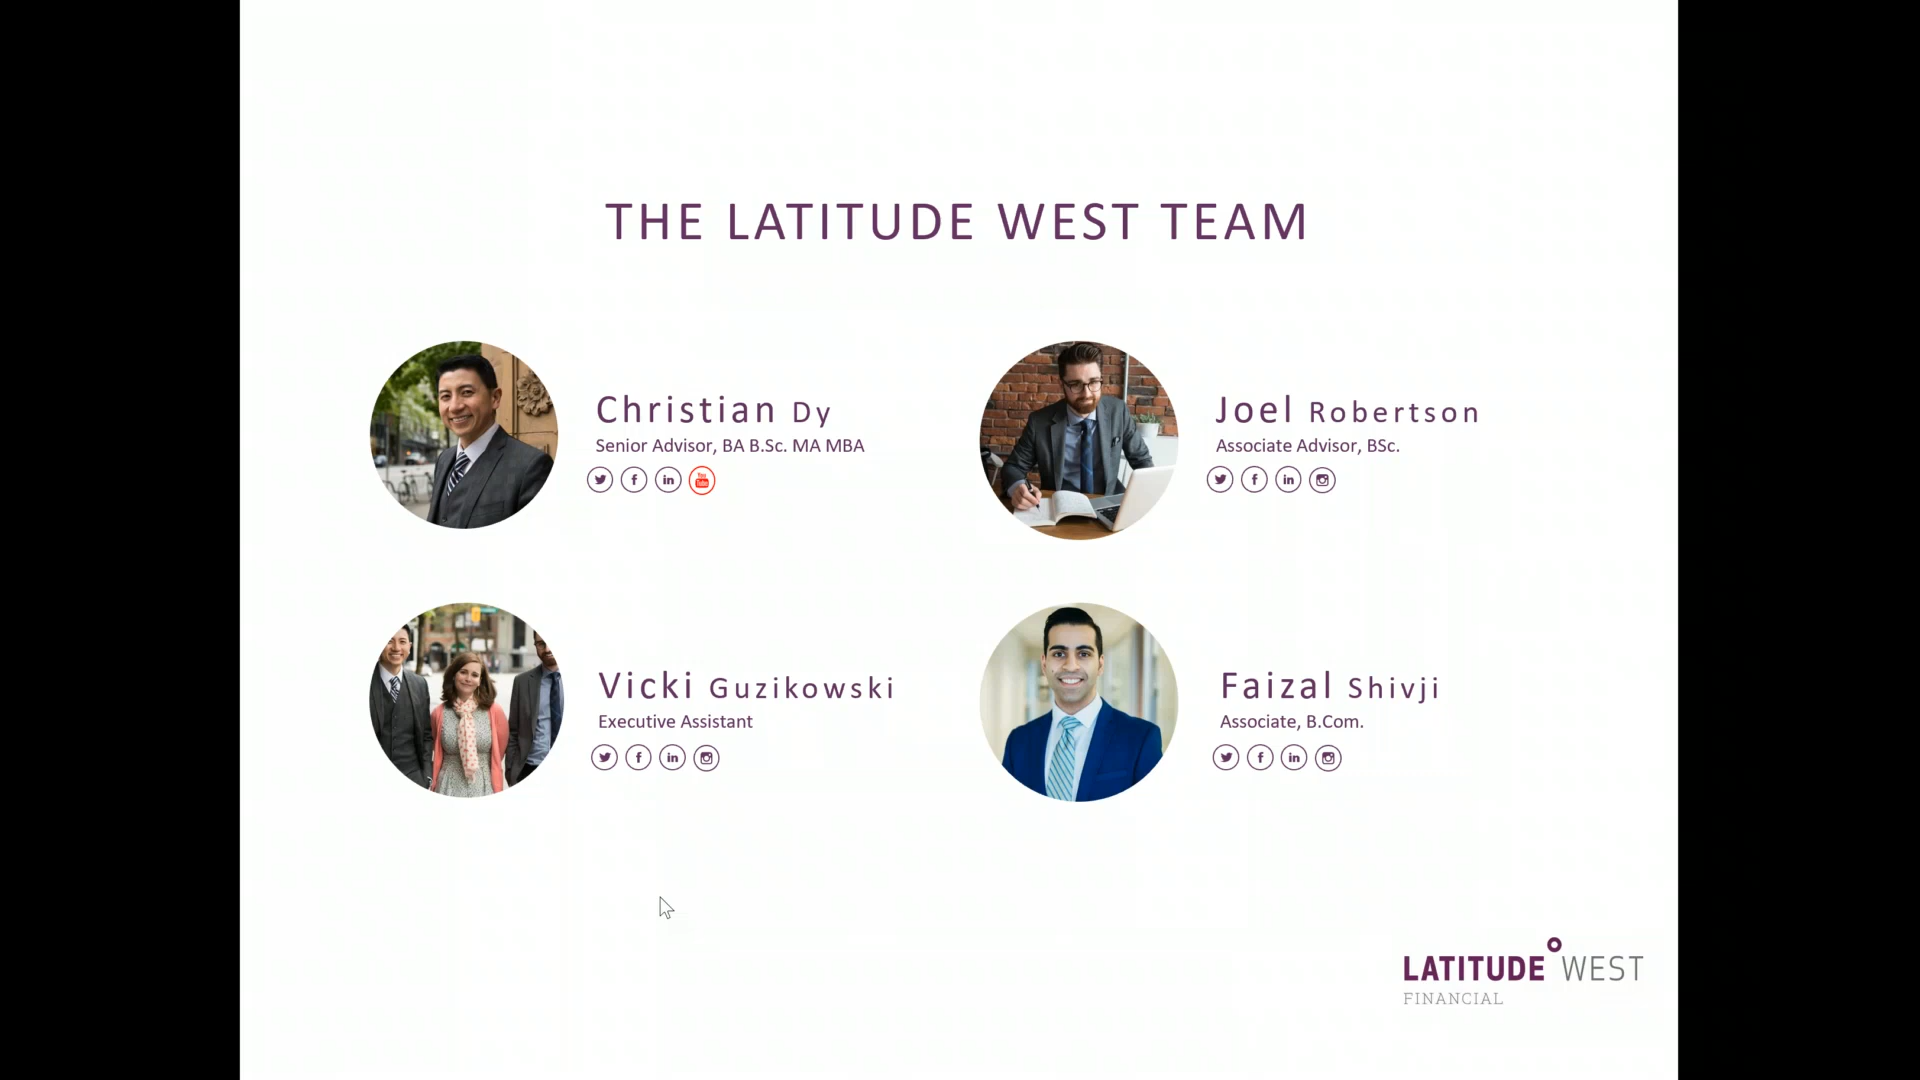 THE LATITUDE WEST TEAM
Christian Dy
Senior Advisor, BA B.Sc. MA MBA
Joel Robertson
Associate Advisor, BSc.
Vicki Guzikowski
Executive Assistant
Faizal Shivji
Associate, B.Com.
LATITUDE WEST
FINANCIAL